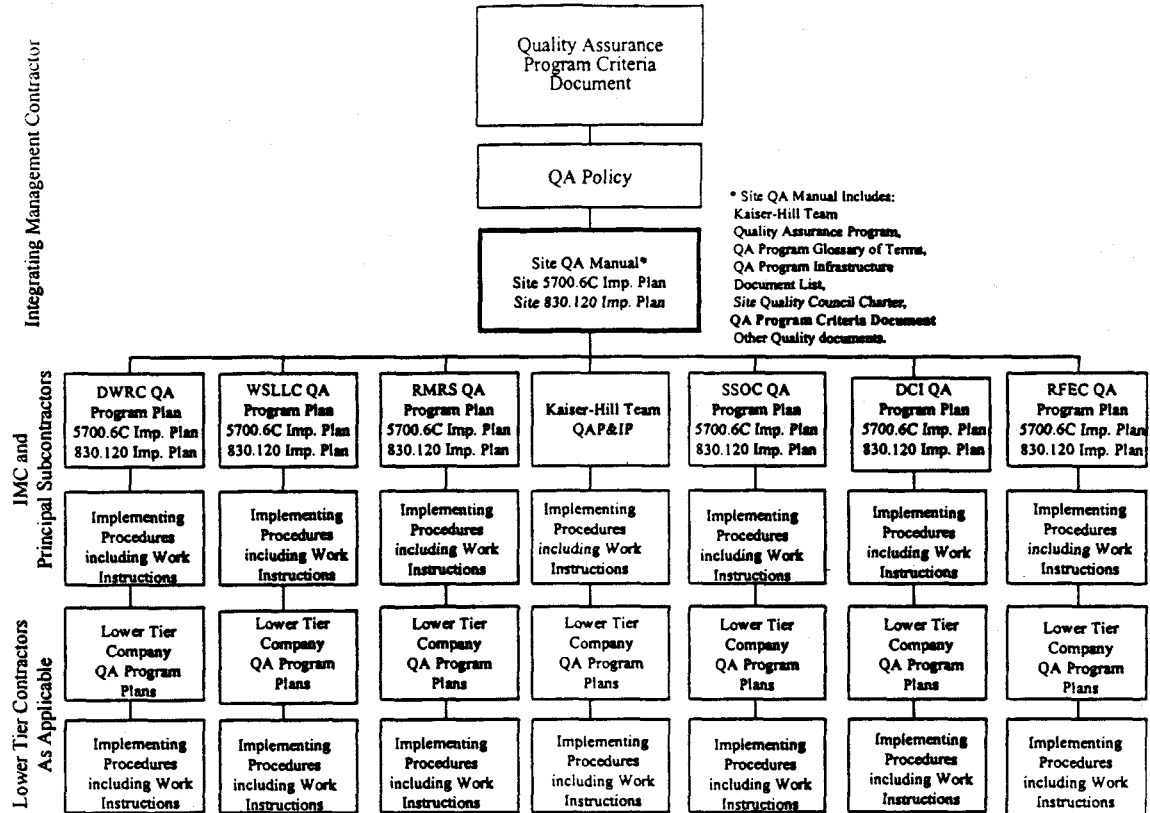 Integrating Management Contractor
Quality Assurance
Program Criteria
Document
QA Policy
Site QA Manual*
Site 5700.6C Imp. Plan
Site 830.120 Imp. Plan
* Site QA Manual Includes:
Kaiser-Hill Team
Quality Assurance Program,
QA Program Glossary of Terms,
QA Program Infrastructure
Document List,
Site Quality Council Charter,
QA Program Criteria Document
Other Quality documents.
IMC and
Principal Subcontractors
DWRC QA
Program Plan
5700.6C Imp. Plan
830.120 Imp. Plan
WSLLC QA
Program Plan
5700.6C Imp. Plan
830.120 Imp. Plan
RMRS QA
Program Plan
5700.6C Imp. Plan
830.120 Imp. Plan
Kaiser-Hill Team
QAP&IP
SSOC QA
Program Plan
5700.6C Imp. Plan
830.120 Imp. Plan
DCI QA
Program Plan
5700.6C Imp. Plan
830.120 Imp. Plan
RFEC QA
Program Plan
5700.6C Imp. Plan
830.120 Imp. Plan
Implementing
Procedures
including Work
Instructions
Implementing
Procedures
including Work
Instructions
Implementing
Procedures
including Work
Instructions
Implementing
Procedures
including Work
Instructions
Implementing
Procedures
including Work
Instructions
Implementing
Procedures
including Work
Instructions
Implementing
Procedures
including Work
Instructions
Lower Tier Contractors
As Applicable
Lower Tier
Company
QA Program
Plans
Lower Tier
Company
QA Program
Plans
Lower Tier
Company
QA Program
Plans
Lower Tier
Company
QA Program
Plans
Lower Tier
Company
QA Program
Plans
Lower Tier
Company
QA Program
Plans
Lower Tier
Company
QA Program
Plans
Implementing
Procedures
including Work
Instructions
Implementing
Procedures
including Work
Instructions
Implementing
Procedures
including Work
Instructions
Implementing
Procedures
including Work
Instructions
Implementing
Procedures
including Work
Instructions
Implementing
Procedures
including Work
Instructions
Implementing
Procedures
including Work
Instructions